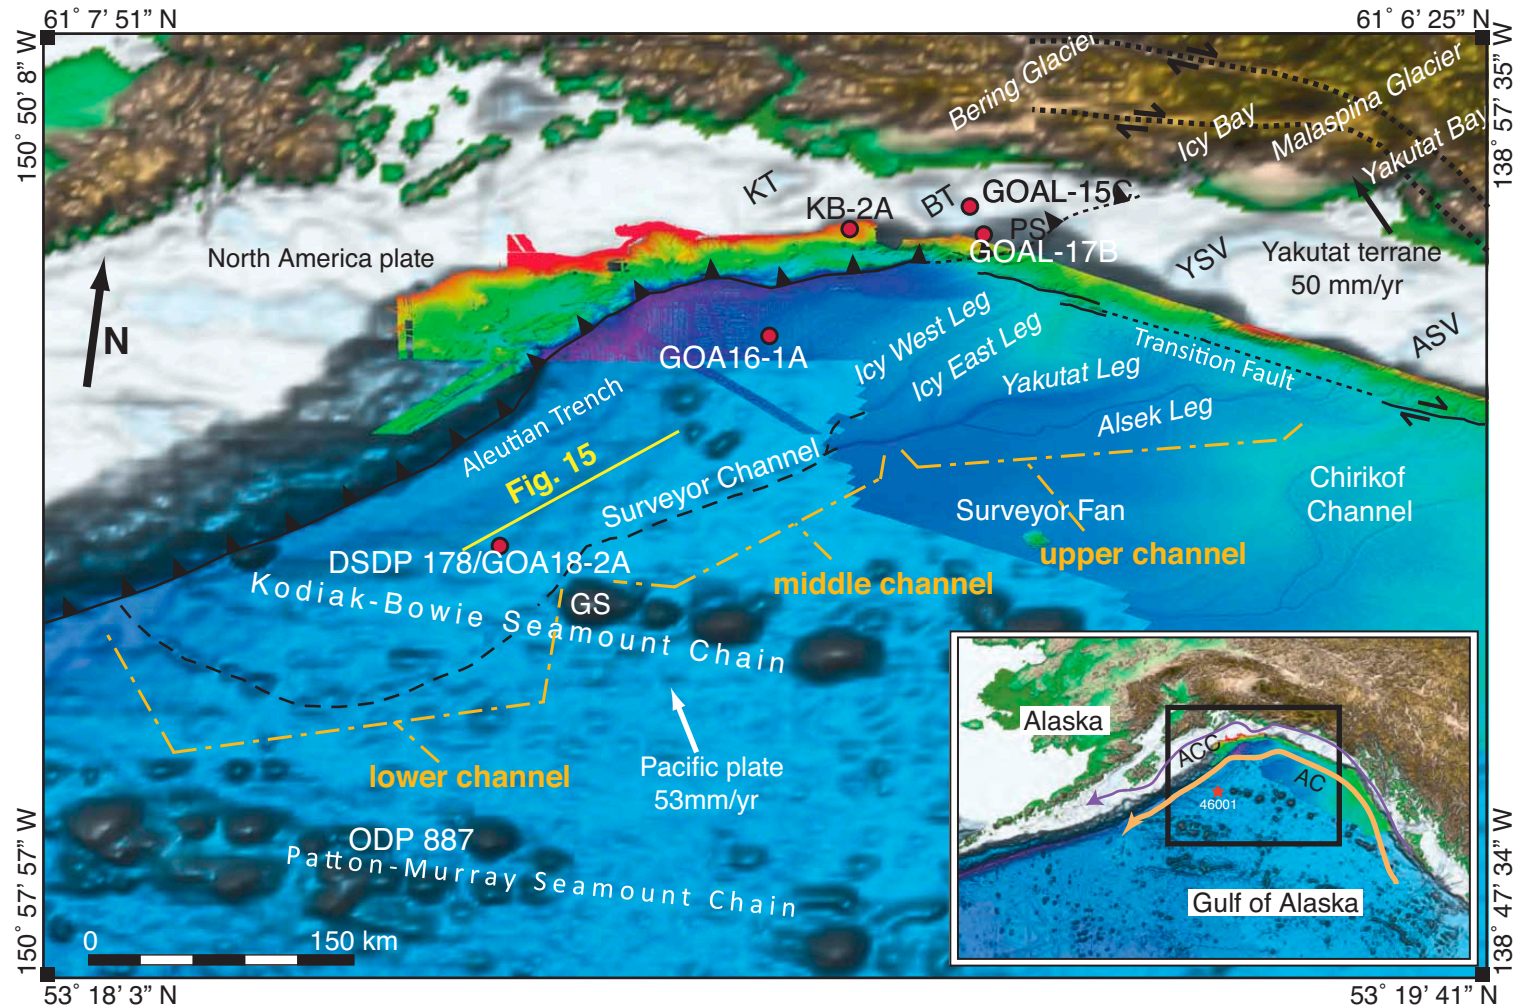 61˚ 7’ 51” N
61˚ 6’ 25” N
150˚ 50’ 8” W
138˚ 57’ 35” W
Bering Glacier
Icy Bay
Malaspina Glacier
Yakutat Bay
KT
KB-2A
BT
GOAL-15C
PS
GOAL-17B
YSV
Yakutat terrane
50 mm/yr
ASV
North America plate
N
GOA16-1A
Icy West Leg
Icy East Leg
Yakutat Leg
Alsek Leg
Transition Fault
Aleutian Trench
Fig. 15
Surveyor Channel
Surveyor Fan
Chirikof
Channel
upper channel
middle channel
DSDP 178/GOA18-2A
GS
Kodiak-Bowie Seamount Chain
Pacific plate
53mm/yr
lower channel
ODP 887
Patton-Murray Seamount Chain
0
150 km
Alaska
ACC
AC
46001
Gulf of Alaska
150˚ 57’ 57” W
138˚ 47’ 34” W
53˚ 18’ 3” N
53˚ 19’ 41” N